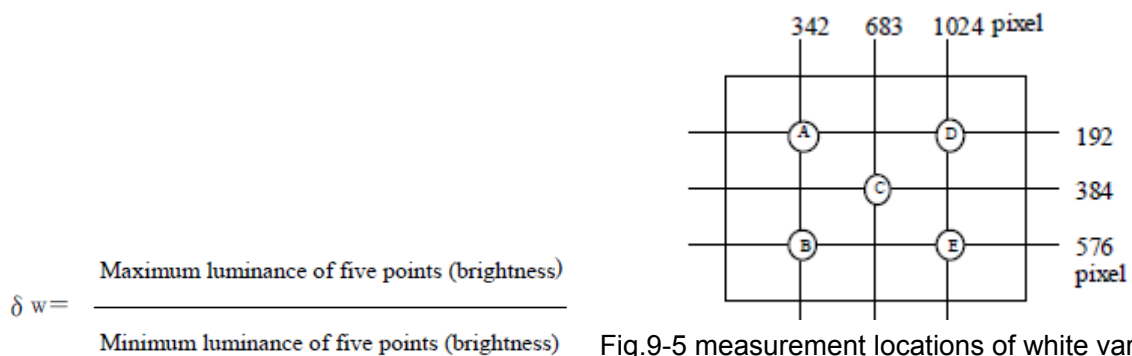 342 683 1024 pixel
A D 192
C 384
B E 576
pixel
Maximum luminance of five points (brightness)
δ w=
Minimum luminance of five points (brightness)
Fig.9-5 measurement locations of white var